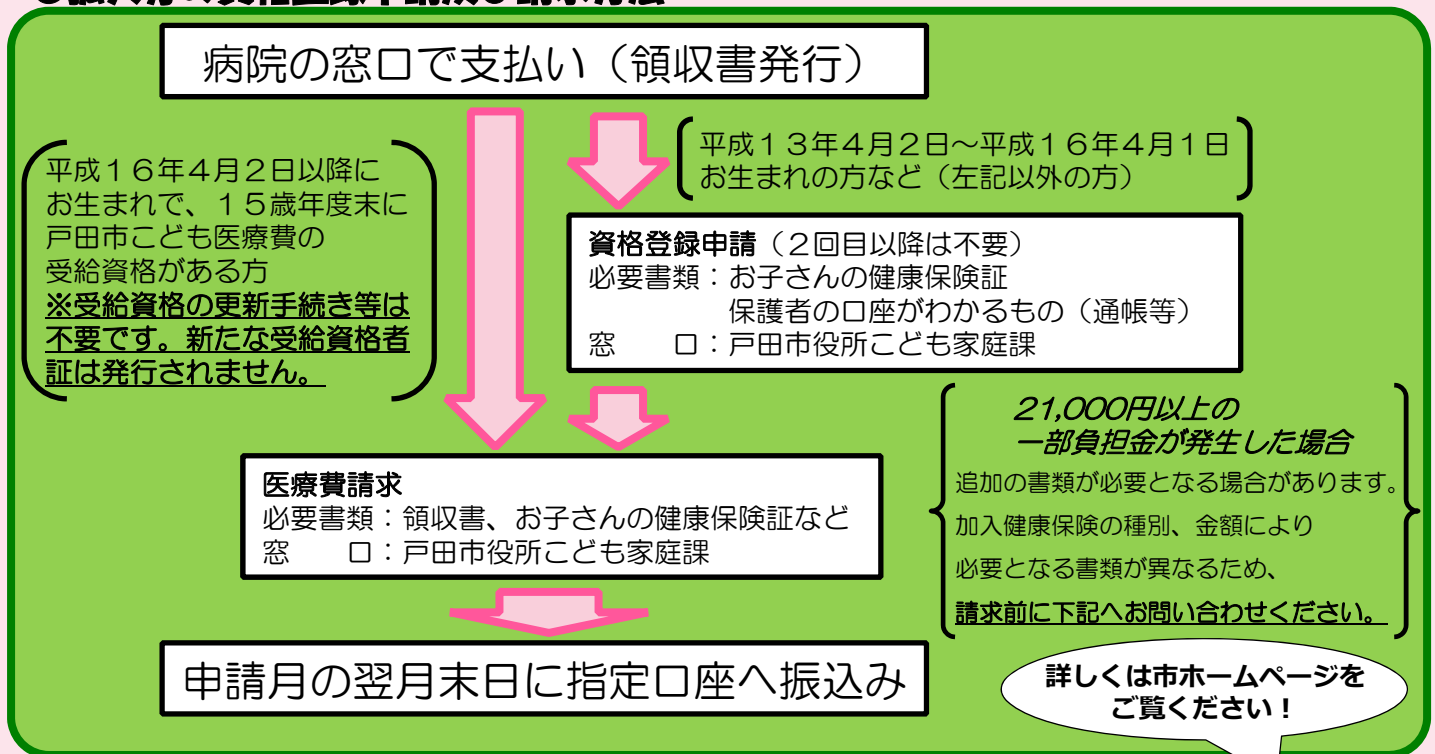 病院の窓口で支払い（領収書発行）
平成１６年４月２日以降に
お生まれで、１５歳年度末に
戸田市こども医療費の
受給資格がある方
※受給資格の更新手続き等は
不要です。新たな受給資格者
証は発行されません。
平成１３年４月２日～平成１６年４月１日
お生まれの方など（左記以外の方）
資格登録申請（２回目以降は不要）
必要書類：お子さんの健康保険証
保護者の口座がわかるもの（通帳等）
窓　　口：戸田市役所こども家庭課
医療費請求
必要書類：領収書、お子さんの健康保険証など
窓　　口：戸田市役所こども家庭課
21,000円以上の
一部負担金が発生した場合
追加の書類が必要となる場合があります。
加入健康保険の種別、金額により
必要となる書類が異なるため、
請求前に下記へお問い合わせください。
申請月の翌月末日に指定口座へ振込み
詳しくは市ホームページを
ご覧ください！